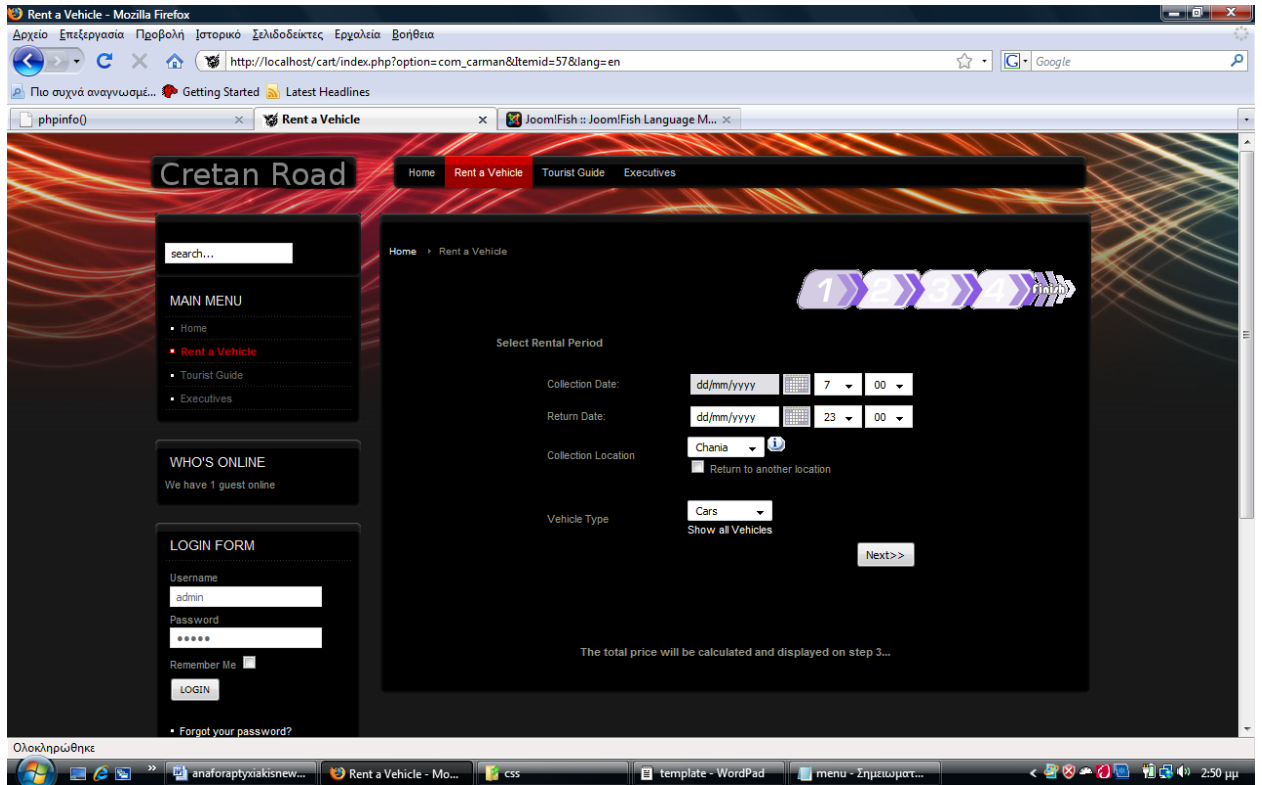 Rent a Vehicle - Mozilla Firefox
Αρχείο Επεξεργασία Προβολή Ιστορικό Σελιδοδείκτες Εργαλεία Βοήθεια
http://localhost/cart/index.php?option=com_carman&Itemid=57&lang=en
G Google
Πιο συχνά αναγνωσμέ... Getting Started Latest Headlines
phpinfo() Rent a Vehicle Joom!Fish :: Joom!Fish Language M...
Cretan Road
Home Rent a Vehicle Tourist Guide Executives
search...
MAIN MENU
Home
Rent a Vehicle
Tourist Guide
Executives
WHO'S ONLINE
We have 1 guest online
LOGIN FORM
Username
admin
Password
•••••
Remember Me
LOGIN
Forgot your password?
Home Rent a Vehicle
1 2 3 4 finish
Select Rental Period
Collection Date: dd/mm/yyyy 7 00
Return Date: dd/mm/yyyy 23 00
Collection Location Chania
Return to another location
Vehicle Type Cars
Show all Vehicles
Next>>
The total price will be calculated and displayed on step 3...
Ολοκληρώθηκε
anaforaptyxiakisnew... Rent a Vehicle - Mo... css template - WordPad menu - Σημειωματ... 2:50 μμ